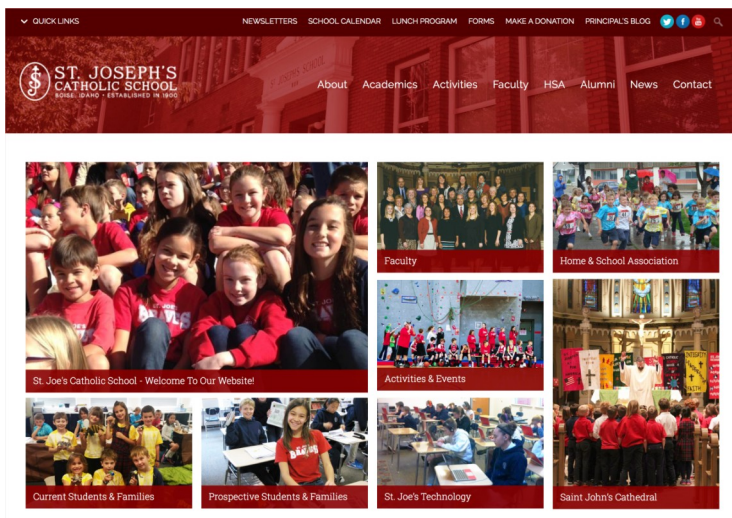 QUICK LINKS
NEWSLETTERS SCHOOL CALENDAR LUNCH PROGRAM FORMS MAKE A DONATION PRINCIPAL'S BLOG
ST. JOSEPH'S
CATHOLIC SCHOOL
BOISE, IDAHO • ESTABLISHED IN 1900
About Academics Activities Faculty HSA Alumni News Contact
St. Joe's Catholic School - Welcome To Our Website!
Faculty
Home & School Association
Activities & Events
Current Students & Families
Prospective Students & Families
St. Joe's Technology
Saint John's Cathedral